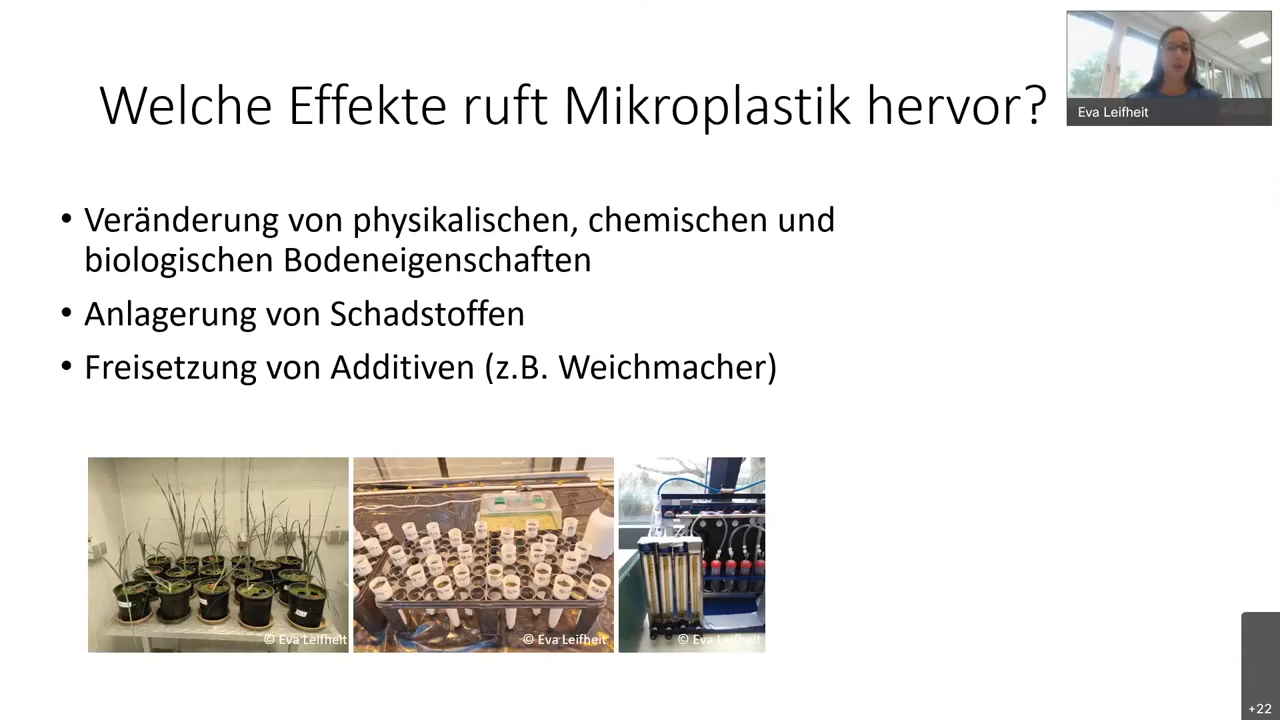 Welche Effekte ruft Mikroplastik hervor?
Eva Leifheit
• Veränderung von physikalischen, chemischen und
biologischen Bodeneigenschaften
• Anlagerung von Schadstoffen
• Freisetzung von Additiven (z.B. Weichmacher)
© Eva Leifheit
© Eva Leifheit
© Eva Leifheit
+22